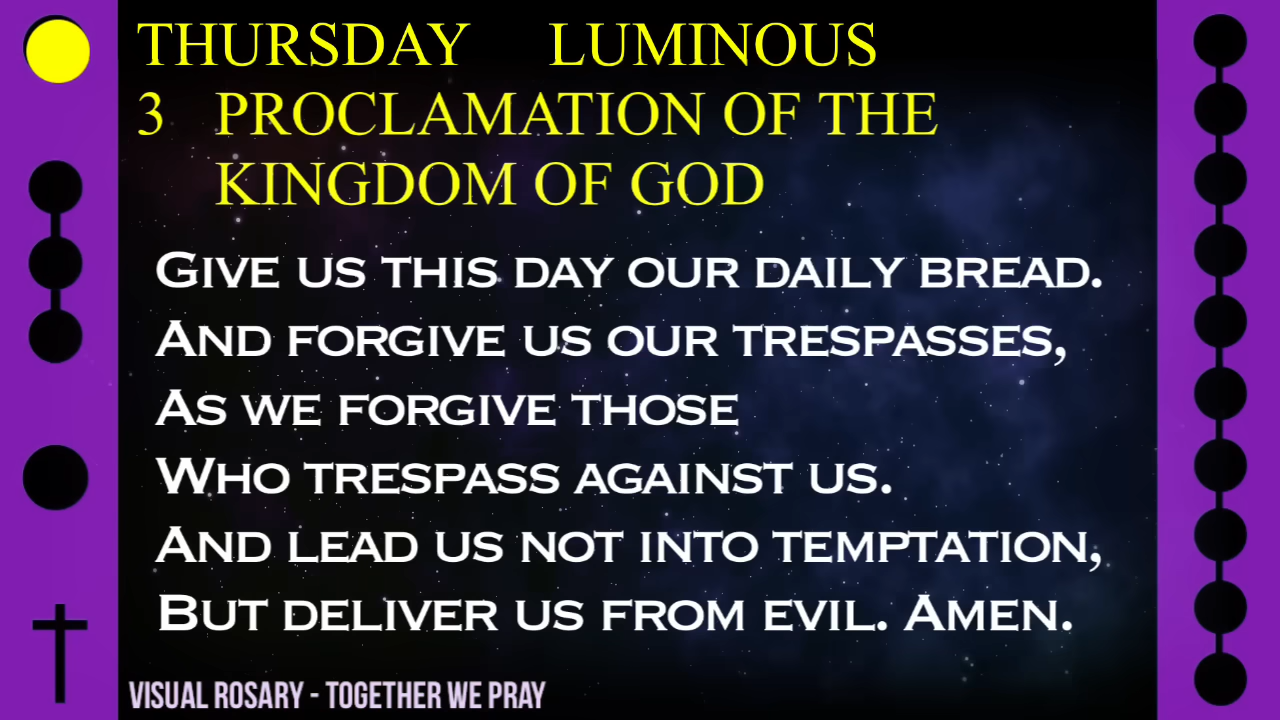 THURSDAY LUMINOUS
3 PROCLAMATION OF THE
KINGDOM OF GOD
GIVE US THIS DAY OUR DAILY BREAD.
AND FORGIVE US OUR TRESPASSES,
AS WE FORGIVE THOSE
WHO TRESPASS AGAINST US.
AND LEAD US NOT INTO TEMPTATION,
BUT DELIVER US FROM EVIL. AMEN.
VISUAL ROSARY - TOGETHER WE PRAY